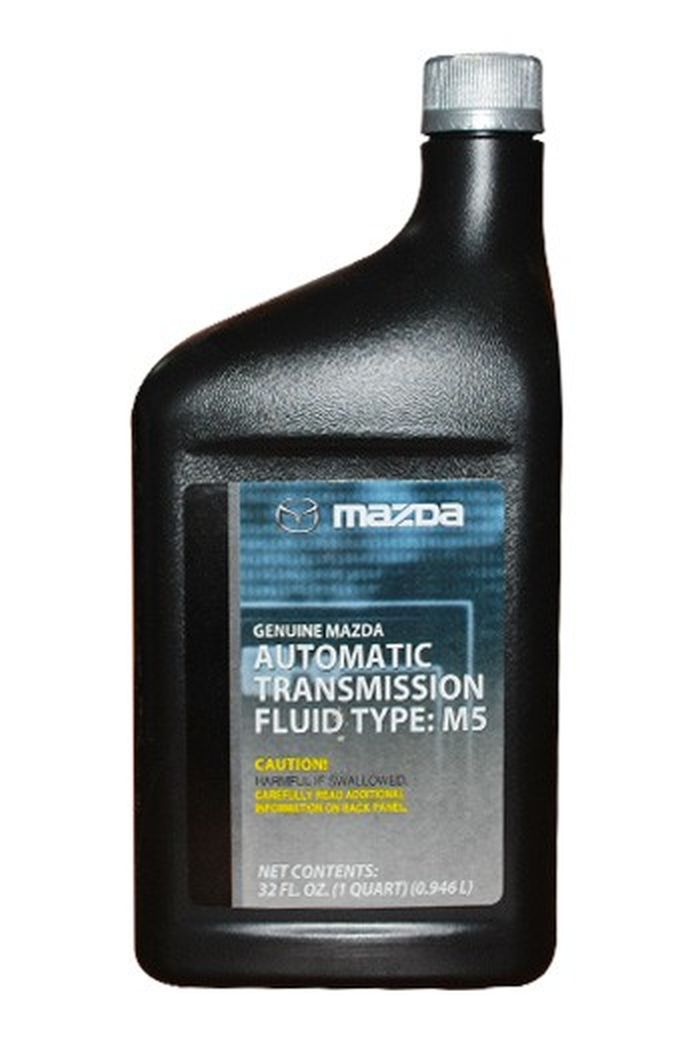 mazda
GENUINE MAZDA
AUTOMATIC
TRANSMISSION
FLUID TYPE: M5
CAUTION!
HARMFUL IF SWALLOWED.
CAREFULLY READ ADDITIONAL
INFORMATION ON BACK PANEL.
NET CONTENTS:
32 FL. OZ. (1 QUART) (0.946 L)